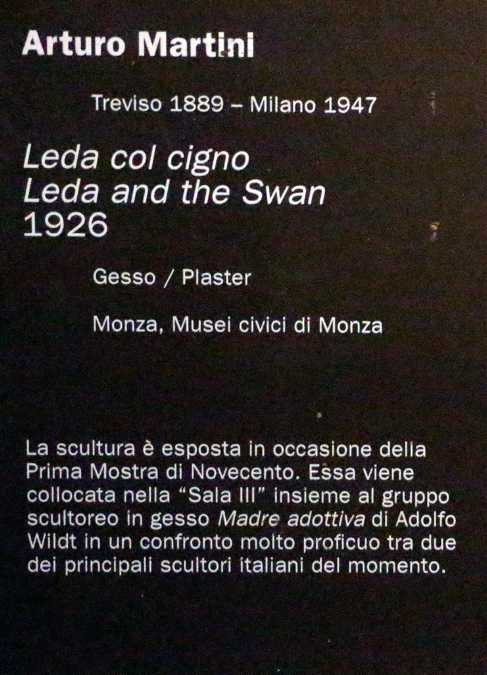 Arturo Martini
Treviso 1889 – Milano 1947
Leda col cigno
Leda and the Swan
1926
Gesso / Plaster
Monza, Musei civici di Monza
La scultura è esposta in occasione della
Prima Mostra di Novecento. Essa viene
collocata nella “Sala III” insieme al gruppo
scultoreo in gesso Madre adottiva di Adolfo
Wildt in un confronto molto proficuo tra due
dei principali scultori italiani del momento.